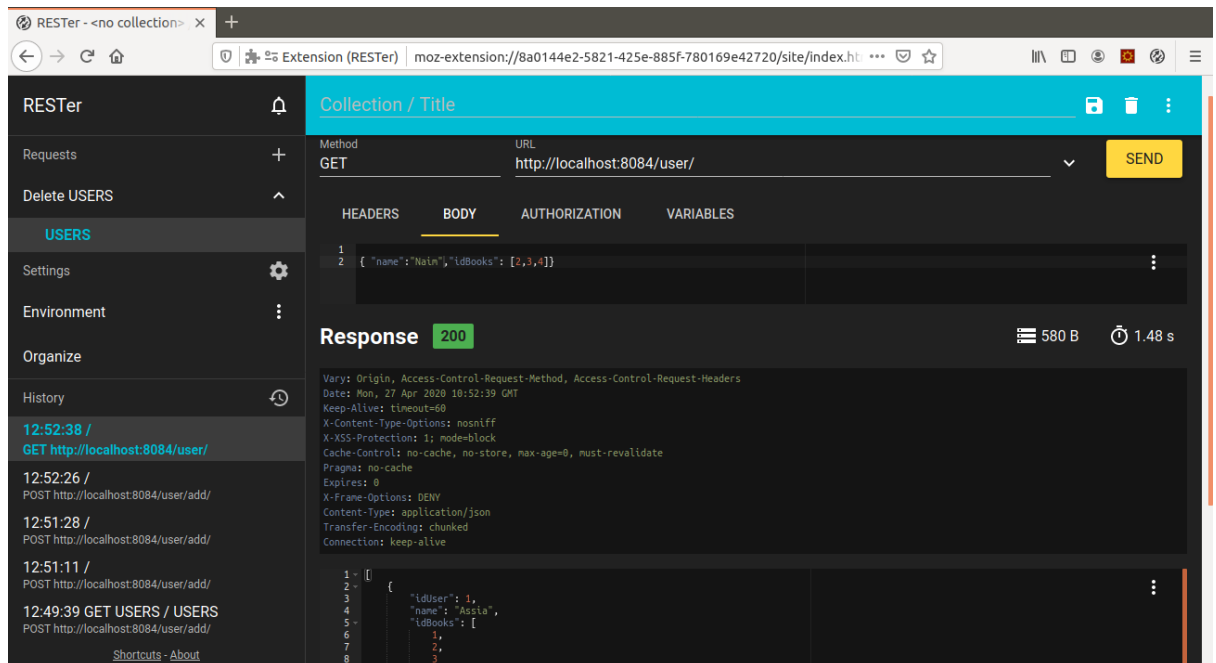 RESTer - <no collection>
Extension (RESTer) moz-extension://8a0144e2-5821-425e-885f-780169e42720/site/index.ht
RESTer
Collection / Title
Requests
Delete USERS
USERS
Settings
Environment
Organize
History
12:52:38 /
GET http://localhost:8084/user/
12:52:26 /
POST http://localhost:8084/user/add/
12:51:28 /
POST http://localhost:8084/user/add/
12:51:11 /
POST http://localhost:8084/user/add/
12:49:39 GET USERS / USERS
POST http://localhost:8084/user/add/
Shortcuts - About
Method URL
GET http://localhost:8084/user/ SEND
HEADERS BODY AUTHORIZATION VARIABLES
1
2 { "name":"Naim","idBooks": [2,3,4]}
Response 200 580 B 1.48 s
Vary: Origin, Access-Control-Request-Method, Access-Control-Request-Headers
Date: Mon, 27 Apr 2020 10:52:39 GMT
Keep-Alive: timeout=60
X-Content-Type-Options: nosniff
X-XSS-Protection: 1; mode=block
Cache-Control: no-cache, no-store, max-age=0, must-revalidate
Pragma: no-cache
Expires: 0
X-Frame-Options: DENY
Content-Type: application/json
Transfer-Encoding: chunked
Connection: keep-alive
1 [
2 {
3 "idUser": 1,
4 "name": "Assia",
5 "idBooks": [
6 1,
7 2,
8 3